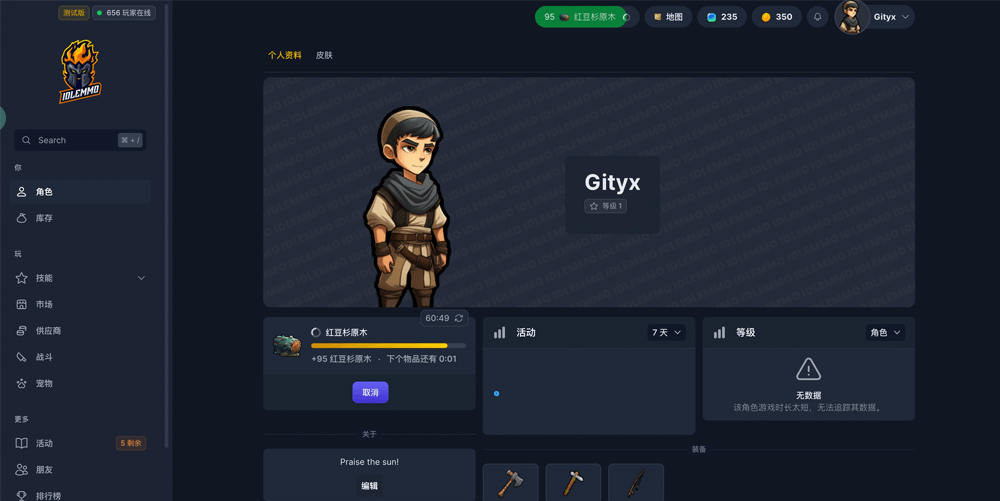 测试版
656 玩家在线
95 红豆杉原木
地图
235
350
Gityx
IDLEMMO
Search
⌘ + /
你
角色
库存
玩
技能
市场
供应商
战斗
宠物
更多
活动
5 剩余
朋友
排行榜
个人资料
皮肤
Gityx
等级 1
60:49
红豆杉原木
+95 红豆杉原木 · 下个物品还有 0:01
取消
关于
Praise the sun!
编辑
活动
7 天
等级
角色
无数据
该角色游戏时长太短，无法追踪其数据。
装备